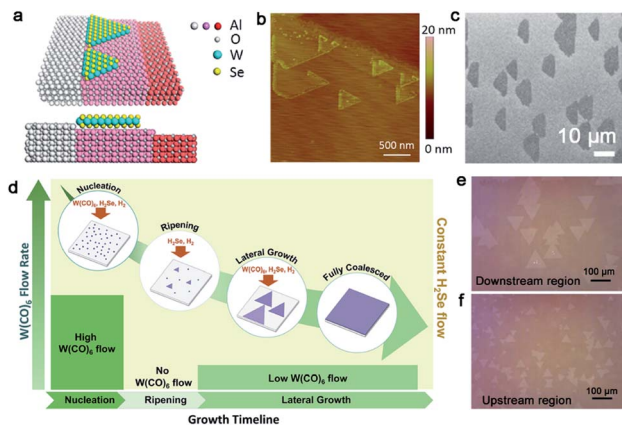 a
Al
O
W
Se
b
20 nm
500 nm
0 nm
c
10 µm
d
W(CO)6 Flow Rate
Nucleation
W(CO)6, H2Se, H2
Ripening
H2Se, H2
Lateral Growth
W(CO)6, H2Se, H2
Fully Coalesced
Constant H2Se flow
High
W(CO)6 flow
No
W(CO)6 flow
Low W(CO)6 flow
Nucleation
Ripening
Lateral Growth
Growth Timeline
e
Downstream region
100 µm
f
Upstream region
100 µm